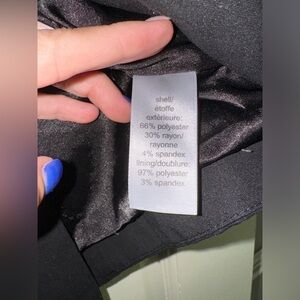 shell/
étoffe
extérieure:
66% polyester
30% rayon/
rayonne
4% spandex
lining/doublure:
97% polyester
3% spandex